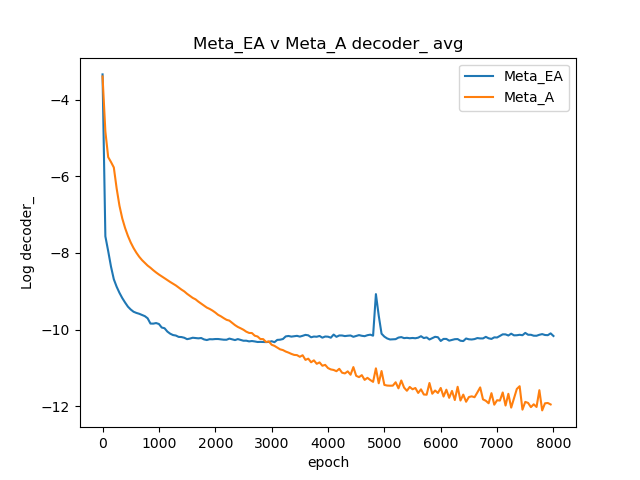 Meta_EA v Meta_A decoder_ avg
Meta_EA
Meta_A
Log decoder_
−4
−6
−8
−10
−12
0 1000 2000 3000 4000 5000 6000 7000 8000
epoch